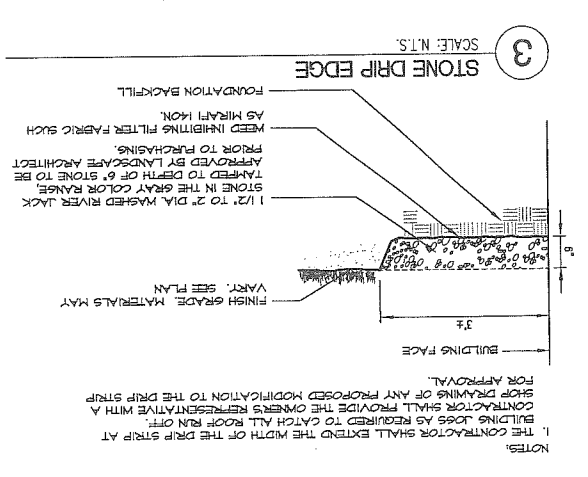 NOTES:
1. THE CONTRACTOR SHALL EXTEND THE WIDTH OF THE DRIP STRIP AT
BUILDING JOGS AS REQUIRED TO CATCH ALL ROOF RUN OFF.
CONTRACTOR SHALL PROVIDE THE OWNER'S REPRESENTATIVE WITH A
SHOP DRAWING OF ANY PROPOSED MODIFICATION TO THE DRIP STRIP
FOR APPROVAL.
BUILDING FACE
3'±
6"
FINISH GRADE. MATERIALS MAY
VARY. SEE PLAN
1 1/2" TO 2" DIA. WASHED RIVER JACK
STONE IN THE GRAY COLOR RANGE,
TAMPED TO DEPTH OF 6" STONE TO BE
APPROVED BY LANDSCAPE ARCHITECT
PRIOR TO PURCHASING.
WEED INHIBITING FILTER FABRIC SUCH
AS MIRAFI 140N.
FOUNDATION BACKFILL
3
STONE DRIP EDGE
SCALE: N.T.S.